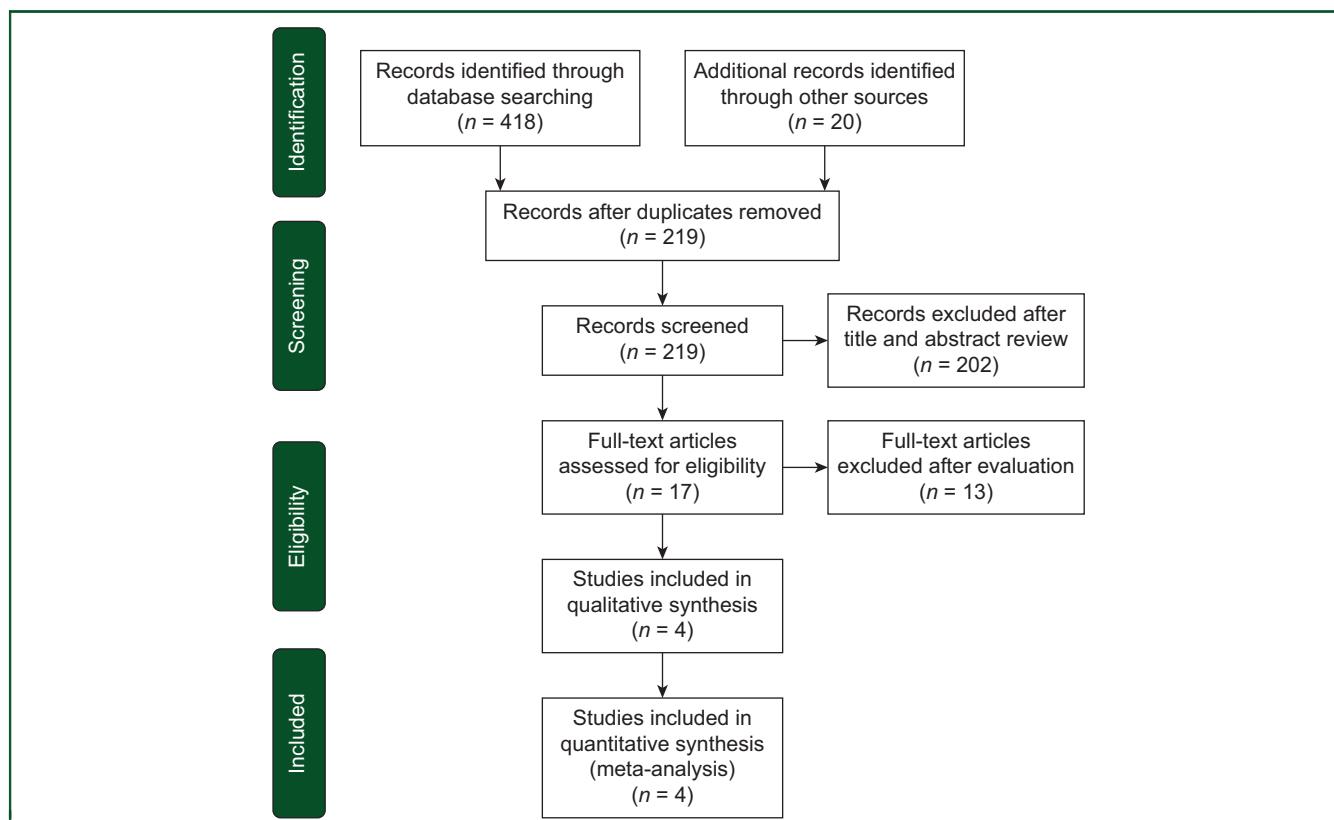 Identification
Records identified through
database searching
(n = 418)
Additional records identified
through other sources
(n = 20)
Records after duplicates removed
(n = 219)
Screening
Records screened
(n = 219)
Records excluded after
title and abstract review
(n = 202)
Eligibility
Full-text articles
assessed for eligibility
(n = 17)
Full-text articles
excluded after evaluation
(n = 13)
Studies included in
qualitative synthesis
(n = 4)
Included
Studies included in
quantitative synthesis
(meta-analysis)
(n = 4)